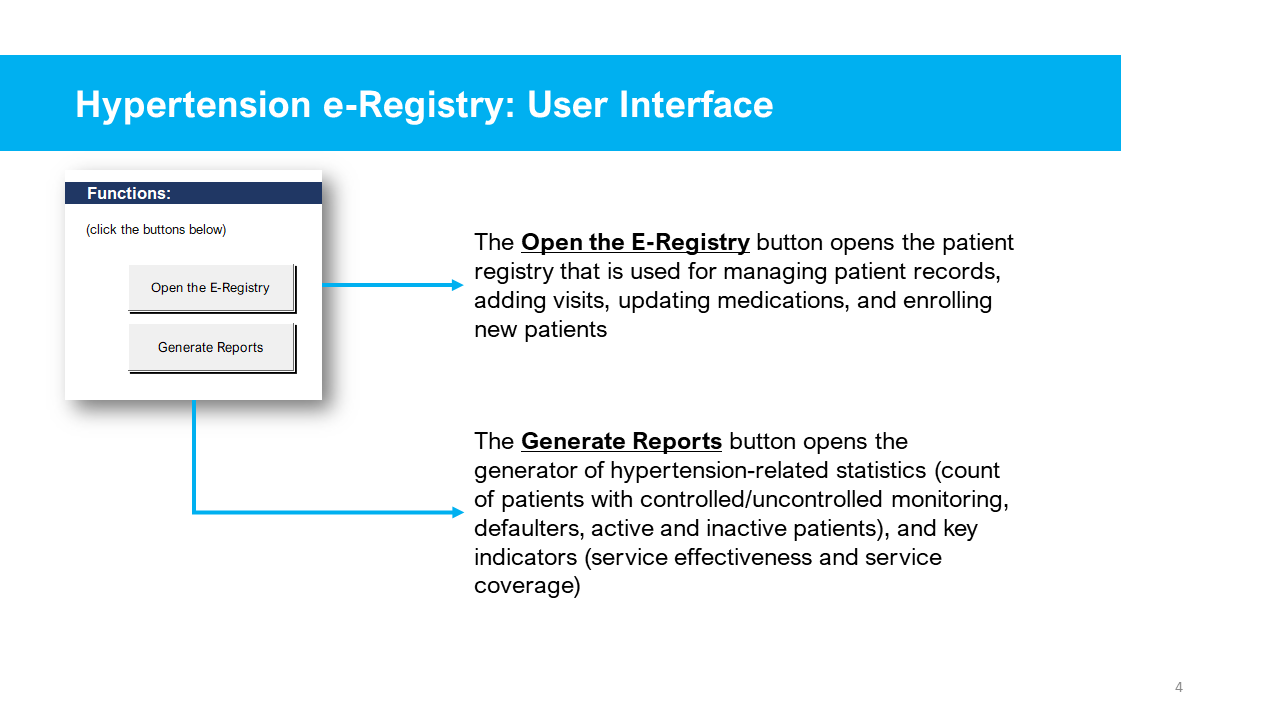 Hypertension e-Registry: User Interface
Functions:
(click the buttons below)
Open the E-Registry
Generate Reports
The Open the E-Registry button opens the patient
registry that is used for managing patient records,
adding visits, updating medications, and enrolling
new patients
The Generate Reports button opens the
generator of hypertension-related statistics (count
of patients with controlled/uncontrolled monitoring,
defaulters, active and inactive patients), and key
indicators (service effectiveness and service
coverage)
4